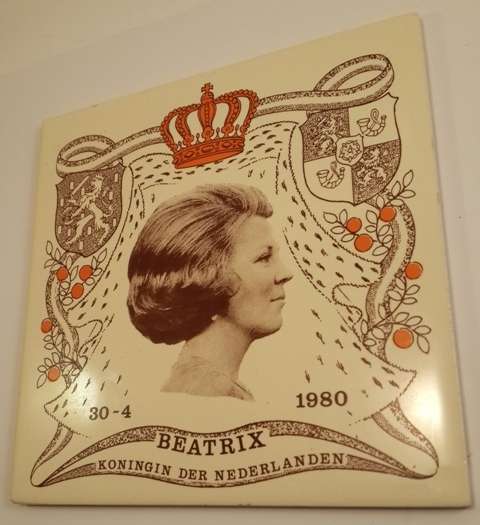 30-4 1980
BEATRIX
KONINGIN DER NEDERLANDEN